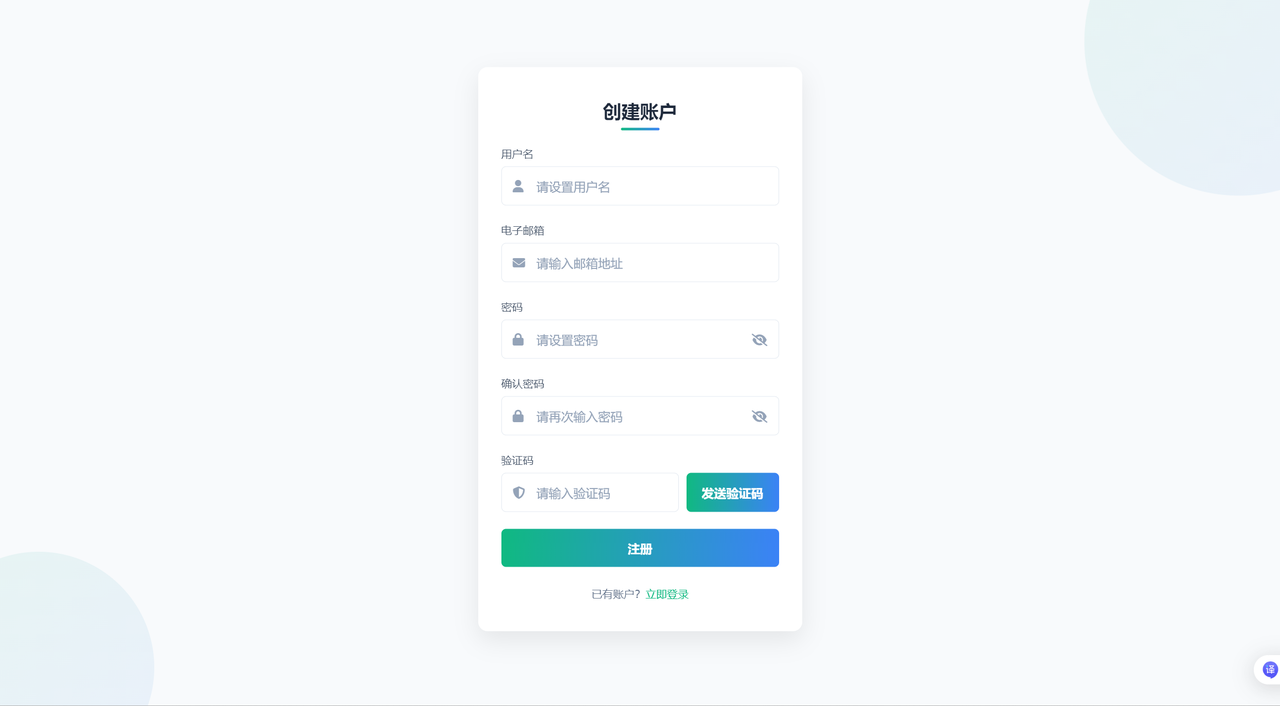 创建账户
用户名
请设置用户名
电子邮箱
请输入邮箱地址
密码
请设置密码
确认密码
请再次输入密码
验证码
请输入验证码 发送验证码
注册
已有账户? 立即登录
译